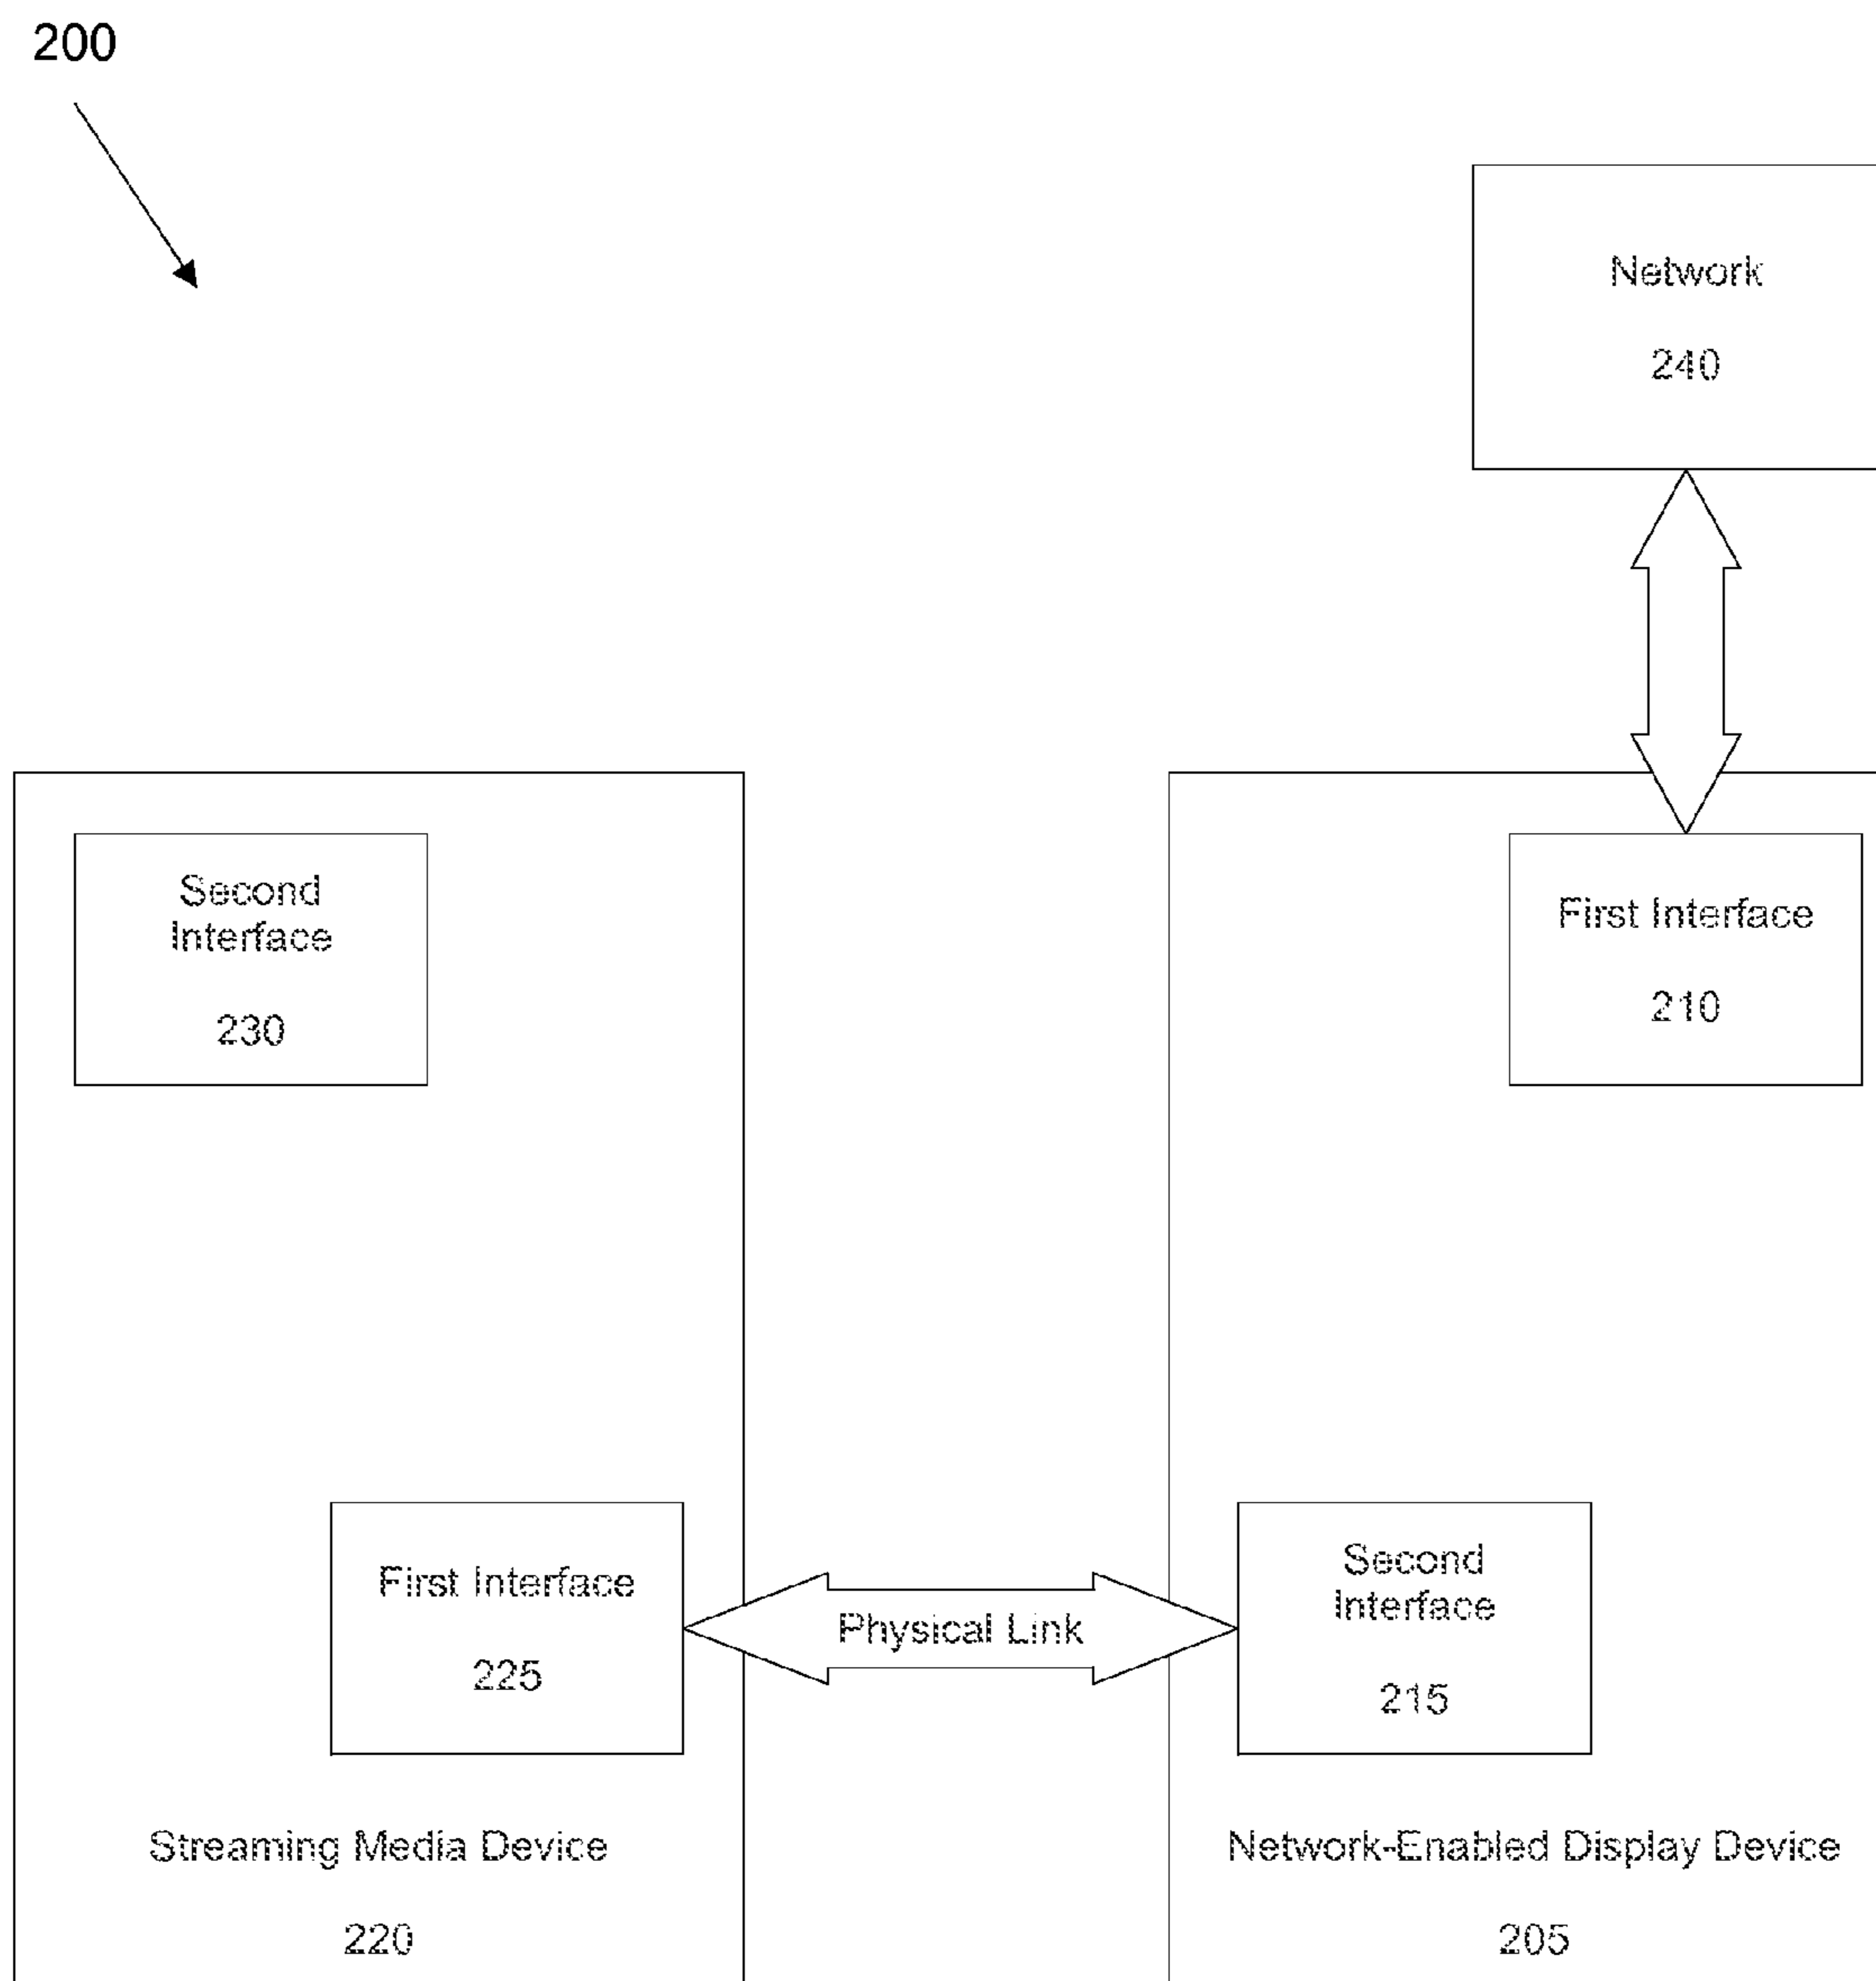 200
Network
240
Second
Interface
230
First Interface
210
First Interface
225
Physical Link
Second
Interface
215
Streaming Media Device
220
Network-Enabled Display Device
205